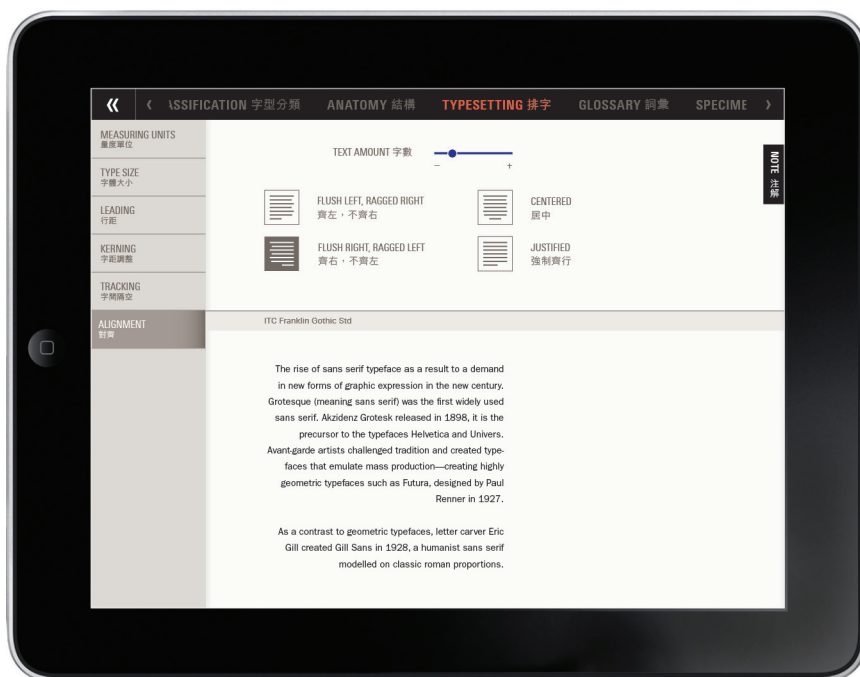 « ‹ ASSIFICATION 字型分類 ANATOMY 結構 TYPESETTING 排字 GLOSSARY 詞彙 SPECIME ›
MEASURING UNITS
量度單位
TYPE SIZE
字體大小
LEADING
行距
KERNING
字距調整
TRACKING
字間隔空
ALIGNMENT
對齊
TEXT AMOUNT 字數
− +
FLUSH LEFT, RAGGED RIGHT
齊左・不齊右
CENTERED
居中
FLUSH RIGHT, RAGGED LEFT
齊右・不齊左
JUSTIFIED
強制齊行
NOTE 注解
ITC Franklin Gothic Std
The rise of sans serif typeface as a result to a demand
in new forms of graphic expression in the new century.
Grotesque (meaning sans serif) was the first widely used
sans serif. Akzidenz Grotesk released in 1898, it is the
precursor to the typefaces Helvetica and Univers.
Avant-garde artists challenged tradition and created type-
faces that emulate mass production—creating highly
geometric typefaces such as Futura, designed by Paul
Renner in 1927.
As a contrast to geometric typefaces, letter carver Eric
Gill created Gill Sans in 1928, a humanist sans serif
modelled on classic roman proportions.